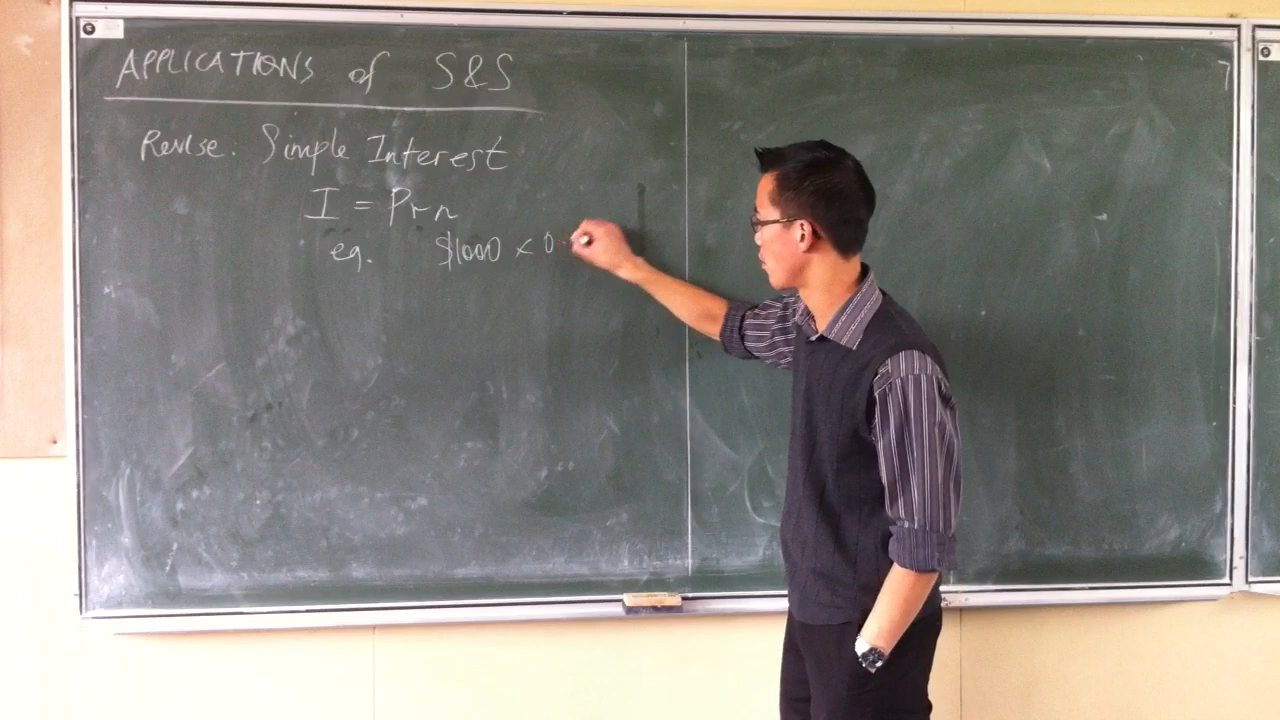 APPLICATIONS of S&S
Revise. Simple Interest
I = Prn
eg. $1000 × 0.